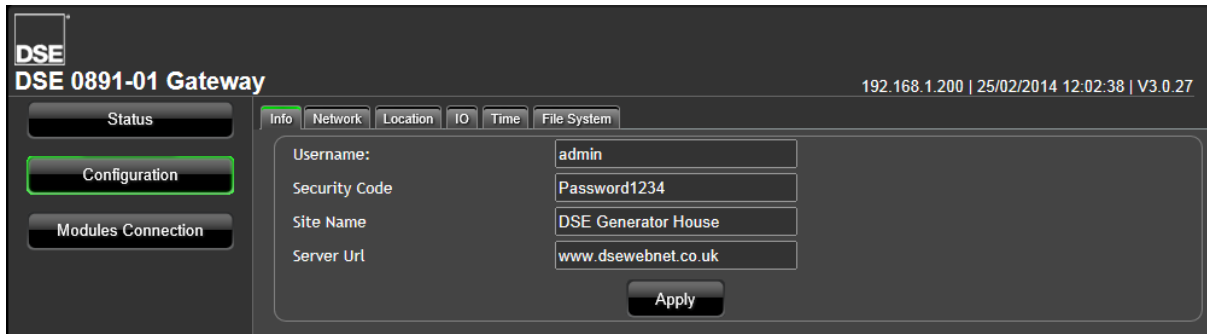 DSE
DSE 0891-01 Gateway
192.168.1.200 | 25/02/2014 12:02:38 | V3.0.27
Status
Configuration
Modules Connection
Info Network Location IO Time File System
Username: admin
Security Code Password1234
Site Name DSE Generator House
Server Url www.dsewebnet.co.uk
Apply